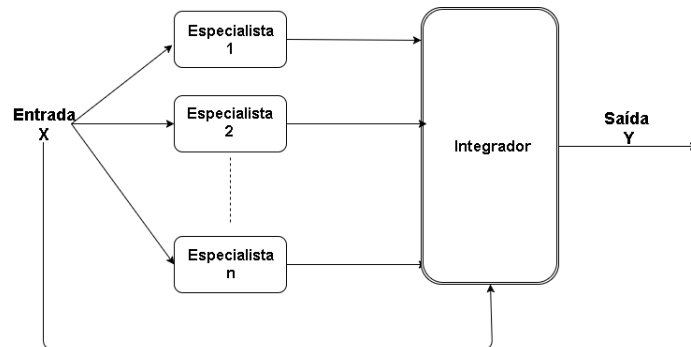 Especialista
1
Entrada
X
Especialista
2
Especialista
n
Integrador
Saída
Y